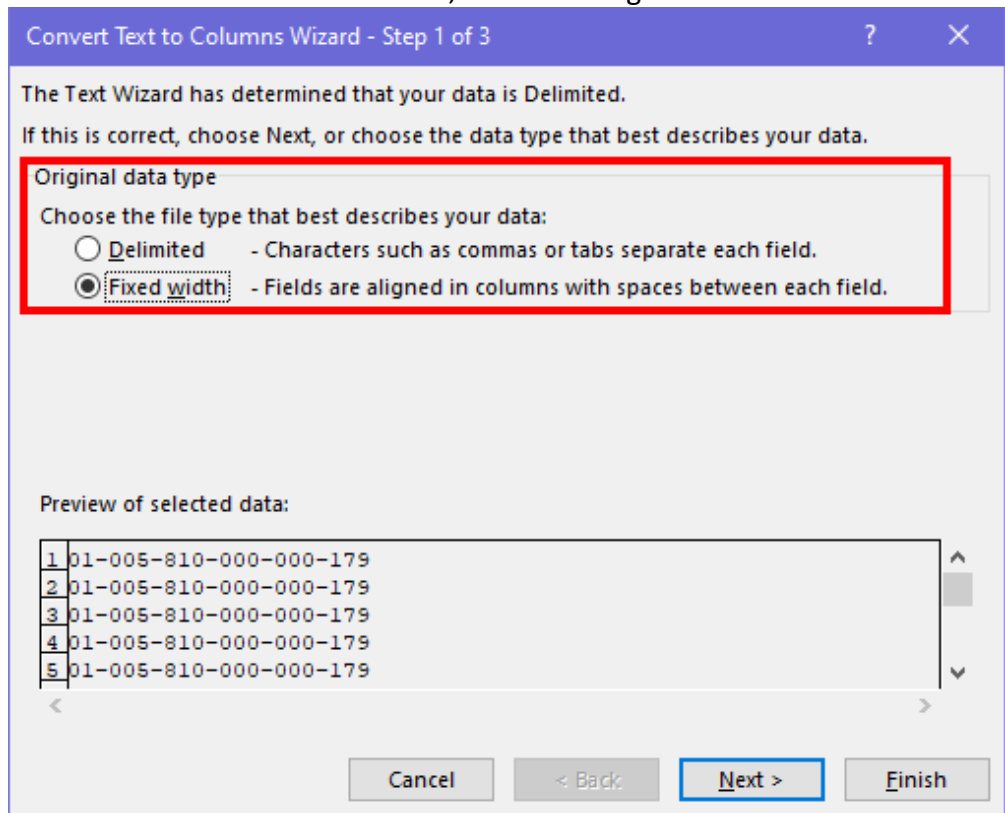 Convert Text to Columns Wizard - Step 1 of 3 ? ×
The Text Wizard has determined that your data is Delimited.
If this is correct, choose Next, or choose the data type that best describes your data.
Original data type
Choose the file type that best describes your data:
Delimited - Characters such as commas or tabs separate each field.
Fixed width - Fields are aligned in columns with spaces between each field.
Preview of selected data:
1 01-005-810-000-000-179
2 01-005-810-000-000-179
3 01-005-810-000-000-179
4 01-005-810-000-000-179
5 01-005-810-000-000-179
Cancel < Back Next > Finish